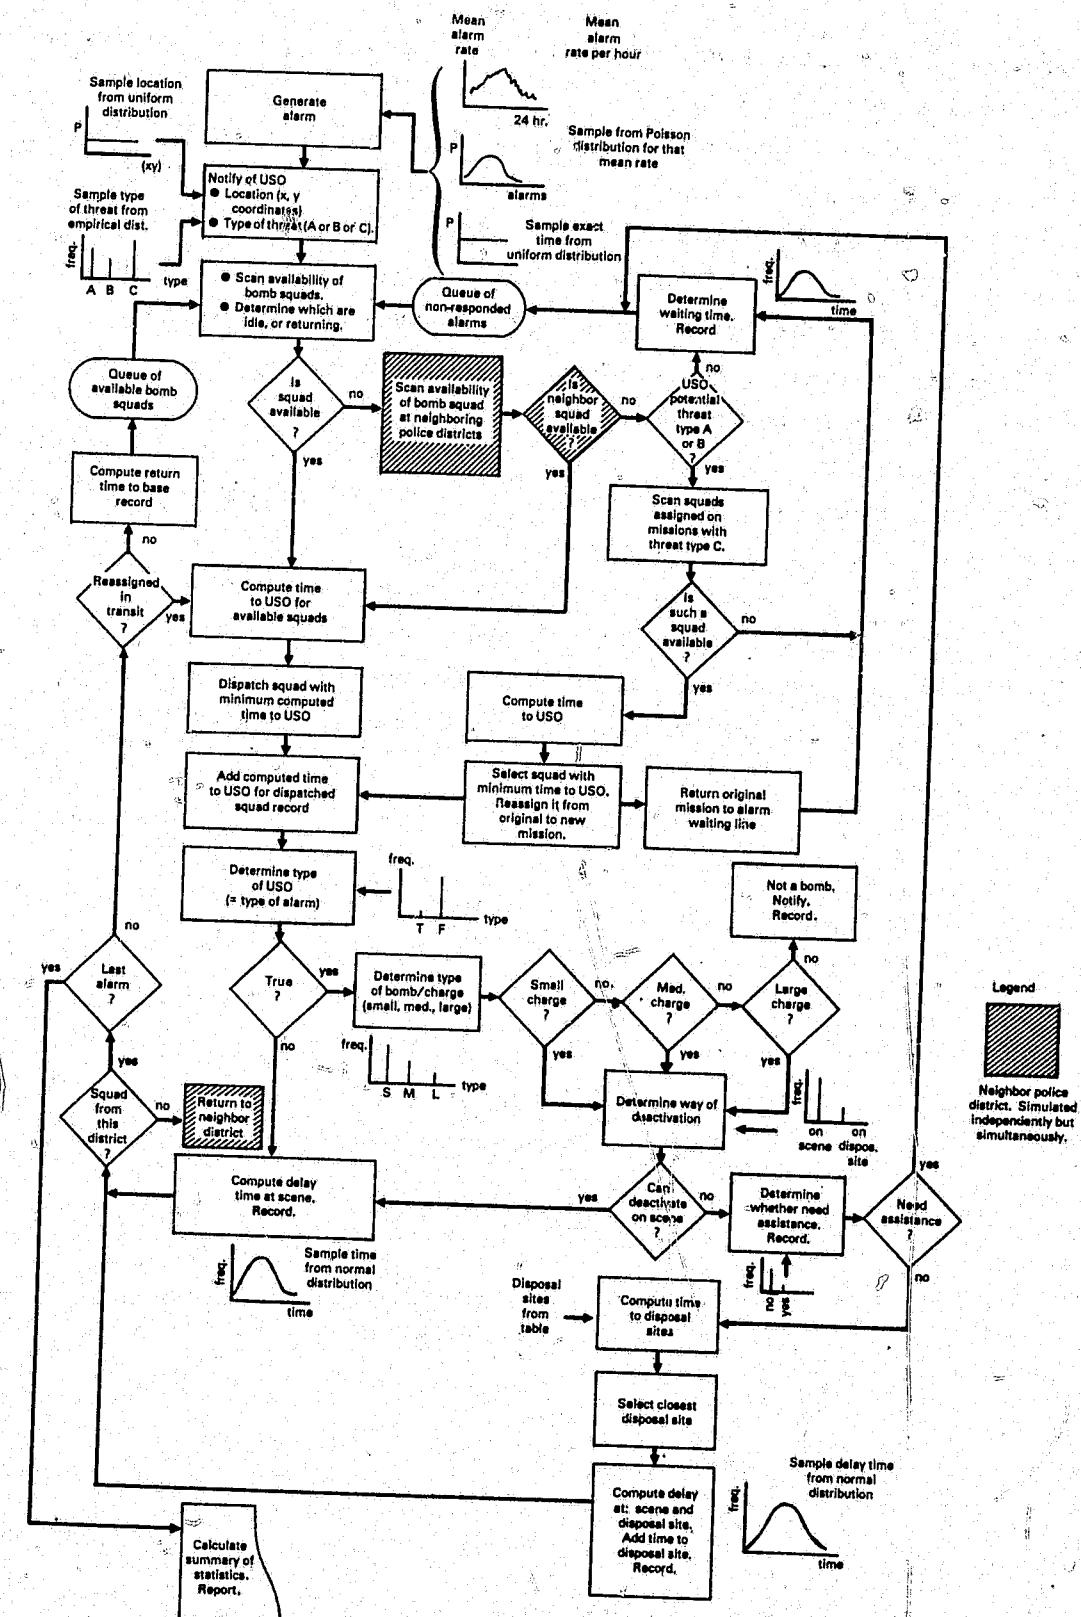 Mean
alarm
rate
Mean
alarm
rate per hour
24 hr.
Sample location
from uniform
distribution
P
(xy)
Generate
alarm
P
alarms
Sample from Poisson
distribution for that
mean rate
Sample type
of threat from
empirical dist.
freq.
A B C
type
Notify of USO
● Location (x, y
coordinates)
● Type of threat (A or B or C).
P
Sample exact
time from
uniform distribution
● Scan availability of
bomb squads.
● Determine which are
idle, or returning.
Queue of
non-responded
alarms
Determine
waiting time.
Record
freq.
time
Queue of
available bomb
squads
Is
squad
available
?
no
yes
Scan availability
of bomb squad
at neighboring
police districts
Is
neighbor
squad
available
?
no
yes
USO
potential
threat
type A
or B
?
no
yes
Compute return
time to base
record
no
Scan squads
assigned on
missions with
threat type C.
Reassigned
in
transit
?
yes
Compute time
to USO for
available squads
Is
such a
squad
available
?
no
yes
Dispatch squad with
minimum computed
time to USO
Compute time
to USO
Add computed time
to USO for dispatched
squad record
Select squad with
minimum time to USO.
Reassign it from
original to new
mission.
Return original
mission to alarm
waiting line
Determine type
of USO
(= type of alarm)
freq.
T F
type
Not a bomb.
Notify.
Record.
no
yes
Last
alarm
?
True
?
yes
no
Determine type
of bomb/charge
(small, med., large)
Small
charge
?
no
yes
Med.
charge
?
no
yes
Large
charge
?
no
yes
Legend
Neighbor police
district. Simulated
independently but
simultaneously.
freq.
S M L
type
yes
Squad
from
this
district
?
no
Return to
neighbor
district
Determine way of
deactivation
freq.
on
scene
on
dispos.
site
Compute delay
time at scene.
Record.
Can
deactivate
on scene
?
yes
no
Determine
whether need
assistance.
Record.
Need
assistance
?
yes
no
freq.
time
Sample time
from normal
distribution
freq.
no
yes
Disposal
sites
from
table
Compute time
to disposal
sites
Select closest
disposal site
Compute delay
at: scene and
disposal site.
Add time to
disposal site.
Record.
Sample delay time
from normal
distribution
freq.
time
Calculate
summary of
statistics.
Report.